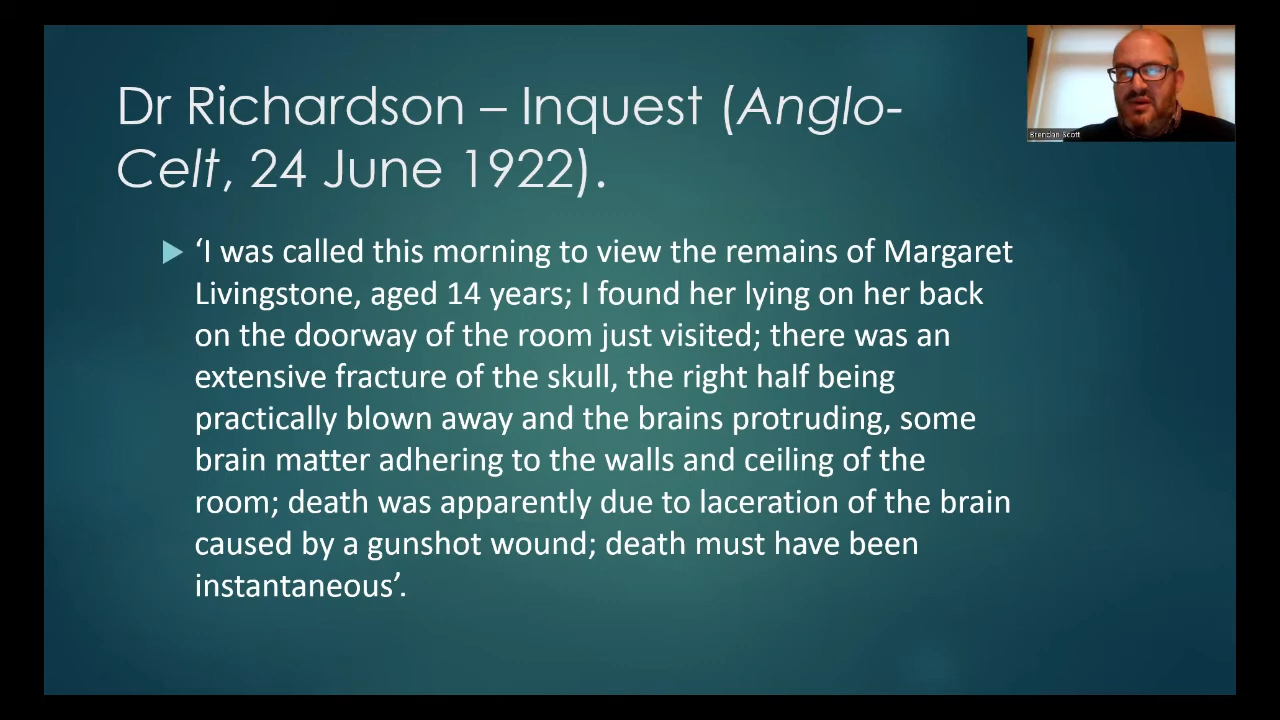 Dr Richardson – Inquest (Anglo-
Celt, 24 June 1922).
Brendan Scott
‘I was called this morning to view the remains of Margaret
Livingstone, aged 14 years; I found her lying on her back
on the doorway of the room just visited; there was an
extensive fracture of the skull, the right half being
practically blown away and the brains protruding, some
brain matter adhering to the walls and ceiling of the
room; death was apparently due to laceration of the brain
caused by a gunshot wound; death must have been
instantaneous’.